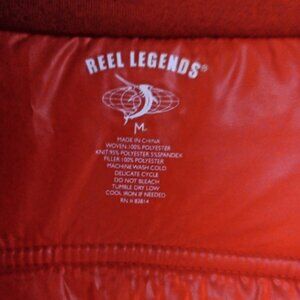 REEL LEGENDS®
M
MADE IN CHINA
WOVEN: 100% POLYESTER
KNIT: 95% POLYESTER 5% SPANDEX
FILLER: 100% POLYESTER
MACHINE WASH COLD
DELICATE CYCLE
DO NOT BLEACH
TUMBLE DRY LOW
COOL IRON IF NEEDED
RN # 83814